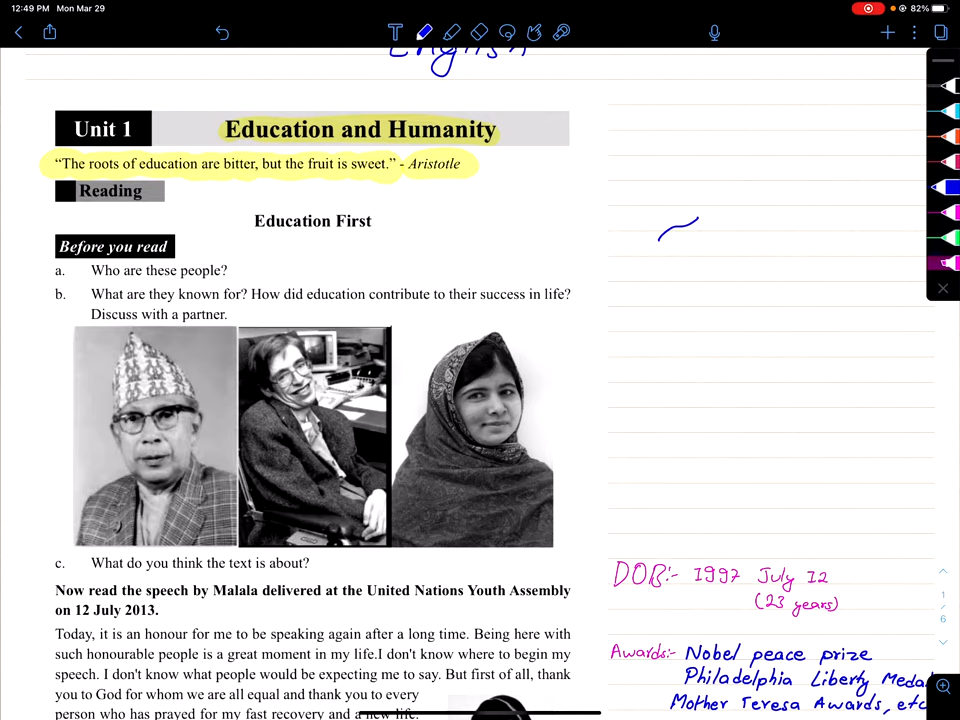 12:49 PM Mon 29
82%
English
Unit 1 Education and Humanity
“The roots of education are bitter, but the fruit is sweet.” - Aristotle
Reading
Education First
Before you read
a. Who are these people?
b. What are they known for? How did education contribute to their success in life?
Discuss with a partner.
c. What do you think the text is about?
Now read the speech by Malala delivered at the United Nations Youth Assembly
on 12 July 2013.
Today, it is an honour for me to be speaking again after a long time. Being here with
such honourable people is a great moment in my life.I don't know where to begin my
speech. I don't know what people would be expecting me to say. But first of all, thank
you to God for whom we are all equal and thank you to every
person who has prayed for my fast recovery and a new life.
DOB:- 1997 July 12
(23 years)
Awards:- Nobel peace prize
Philadelphia Liberty Medal
Mother Teresa Awards, etc
1
/
6